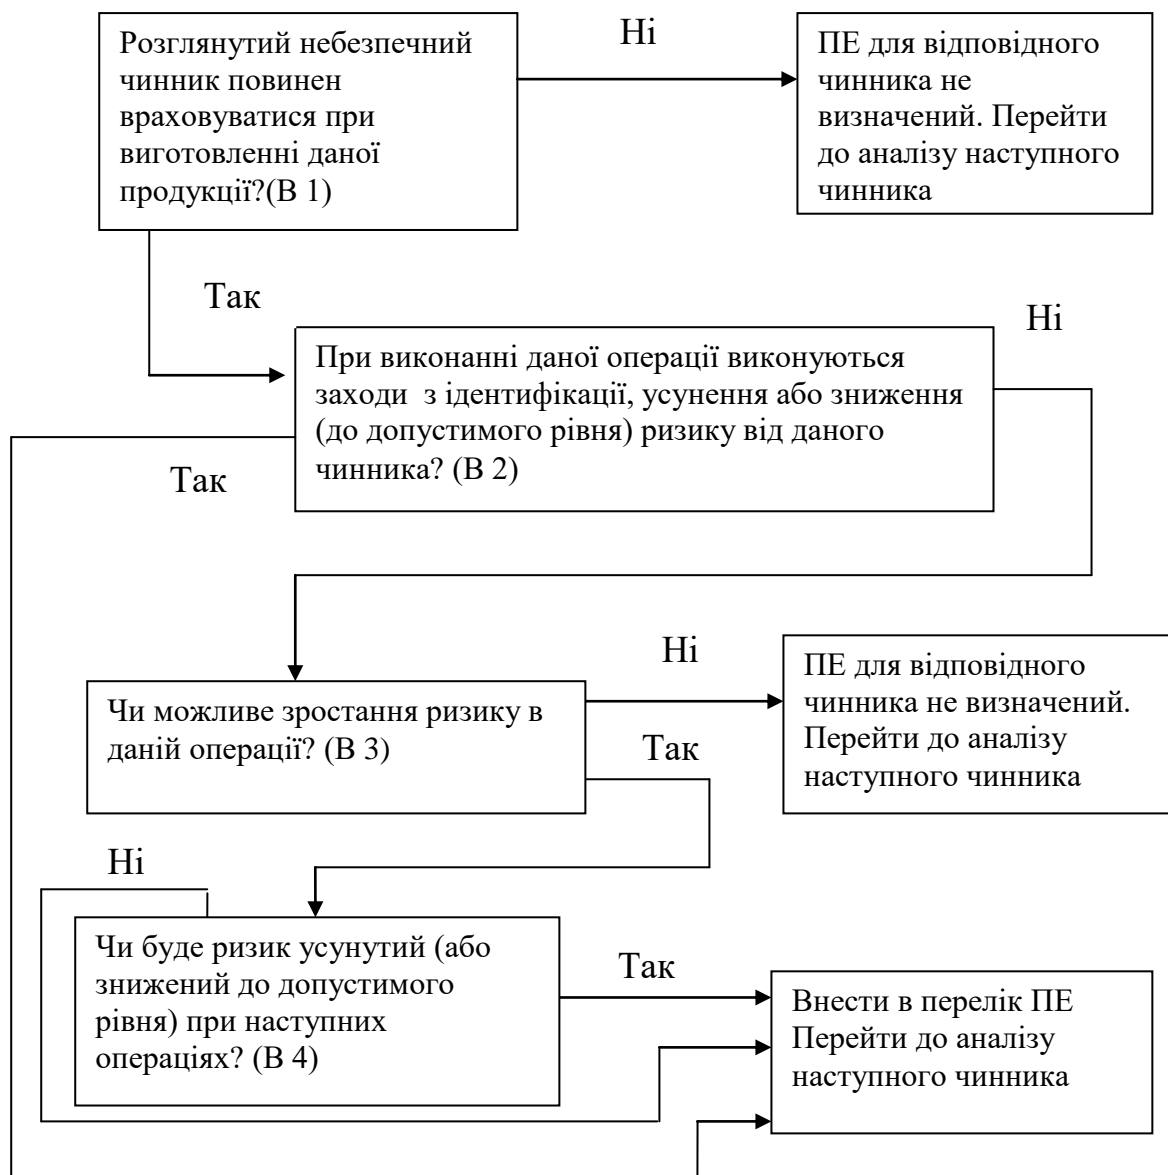 Розглянутий небезпечний
чинник повинен
враховуватися при
виготовленні даної
продукції?(В 1)
Ні
ПЕ для відповідного
чинника не
визначений. Перейти
до аналізу наступного
чинника
Так
При виконанні даної операції виконуються
заходи з ідентифікації, усунення або зниження
(до допустимого рівня) ризику від даного
чинника? (В 2)
Ні
Так
Чи можливе зростання ризику в
даній операції? (В 3)
Ні
ПЕ для відповідного
чинника не визначений.
Перейти до аналізу
наступного чинника
Так
Ні
Чи буде ризик усунутий (або
знижений до допустимого
рівня) при наступних
операціях? (В 4)
Так
Внести в перелік ПЕ
Перейти до аналізу
наступного чинника